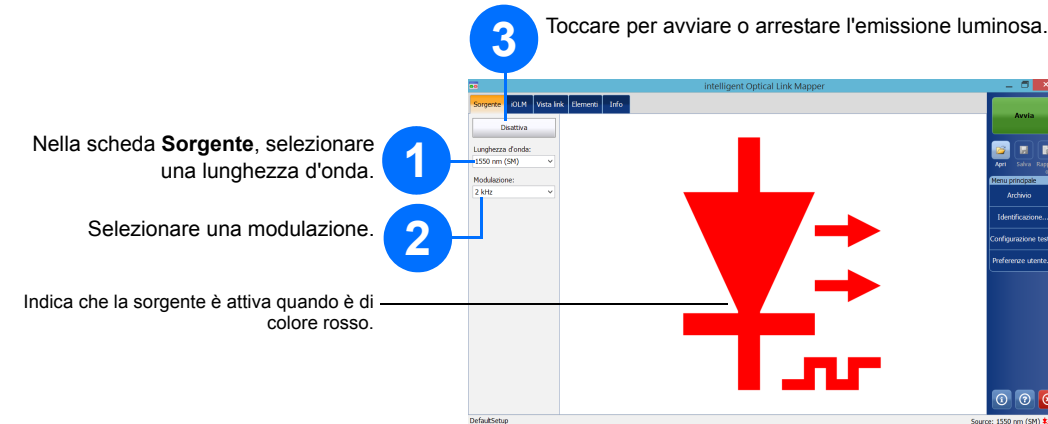 3
Toccare per avviare o arrestare l'emissione luminosa.
Nella scheda Sorgente, selezionare
una lunghezza d'onda.
1
Selezionare una modulazione.
2
Indica che la sorgente è attiva quando è di
colore rosso.
intelligent Optical Link Mapper
Sorgente iOLM Vista link Elementi Info
Disattiva
Lunghezza d'onda:
1550 nm (SM)
Modulazione:
2 kHz
Avvia
Apri Salva
Menu principale
Archivio
Identificazione...
Configurazione
Preferenze utente.
DefaultSetup
Source: 1550 nm (SM)